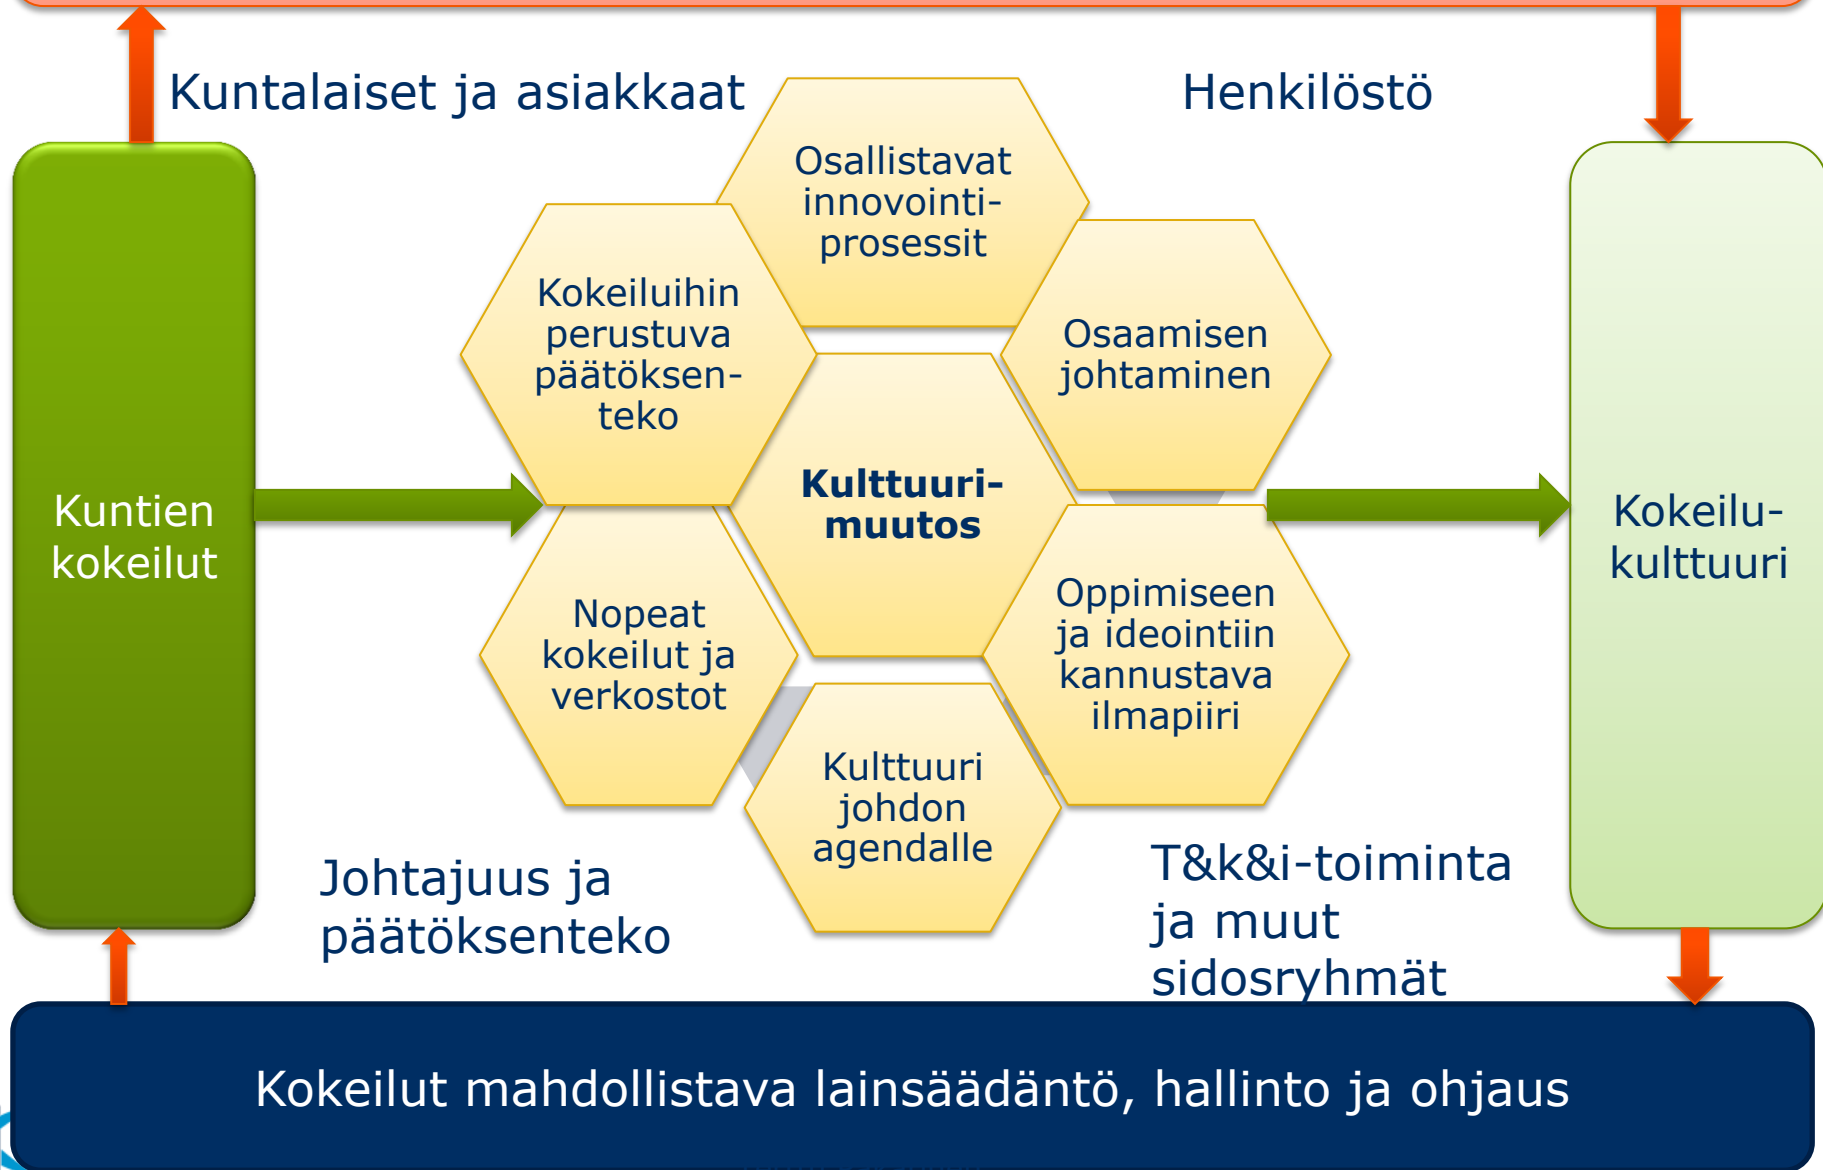 Kuntalaiset ja asiakkaat
Henkilöstö
Osallistavat
innovointi-
prosessit
Kokeiluihin
perustuva
päätöksen-
teko
Osaamisen
johtaminen
Kulttuuri-
muutos
Kuntien
kokeilut
Kokeilu-
kulttuuri
Nopeat
kokeilut ja
verkostot
Oppimiseen
ja ideointiin
kannustava
ilmapiiri
Kulttuuri
johdon
agendalle
Johtajuus ja
päätöksenteko
T&k&i-toiminta
ja muut
sidosryhmät
Kokeilut mahdollistava lainsäädäntö, hallinto ja ohjaus